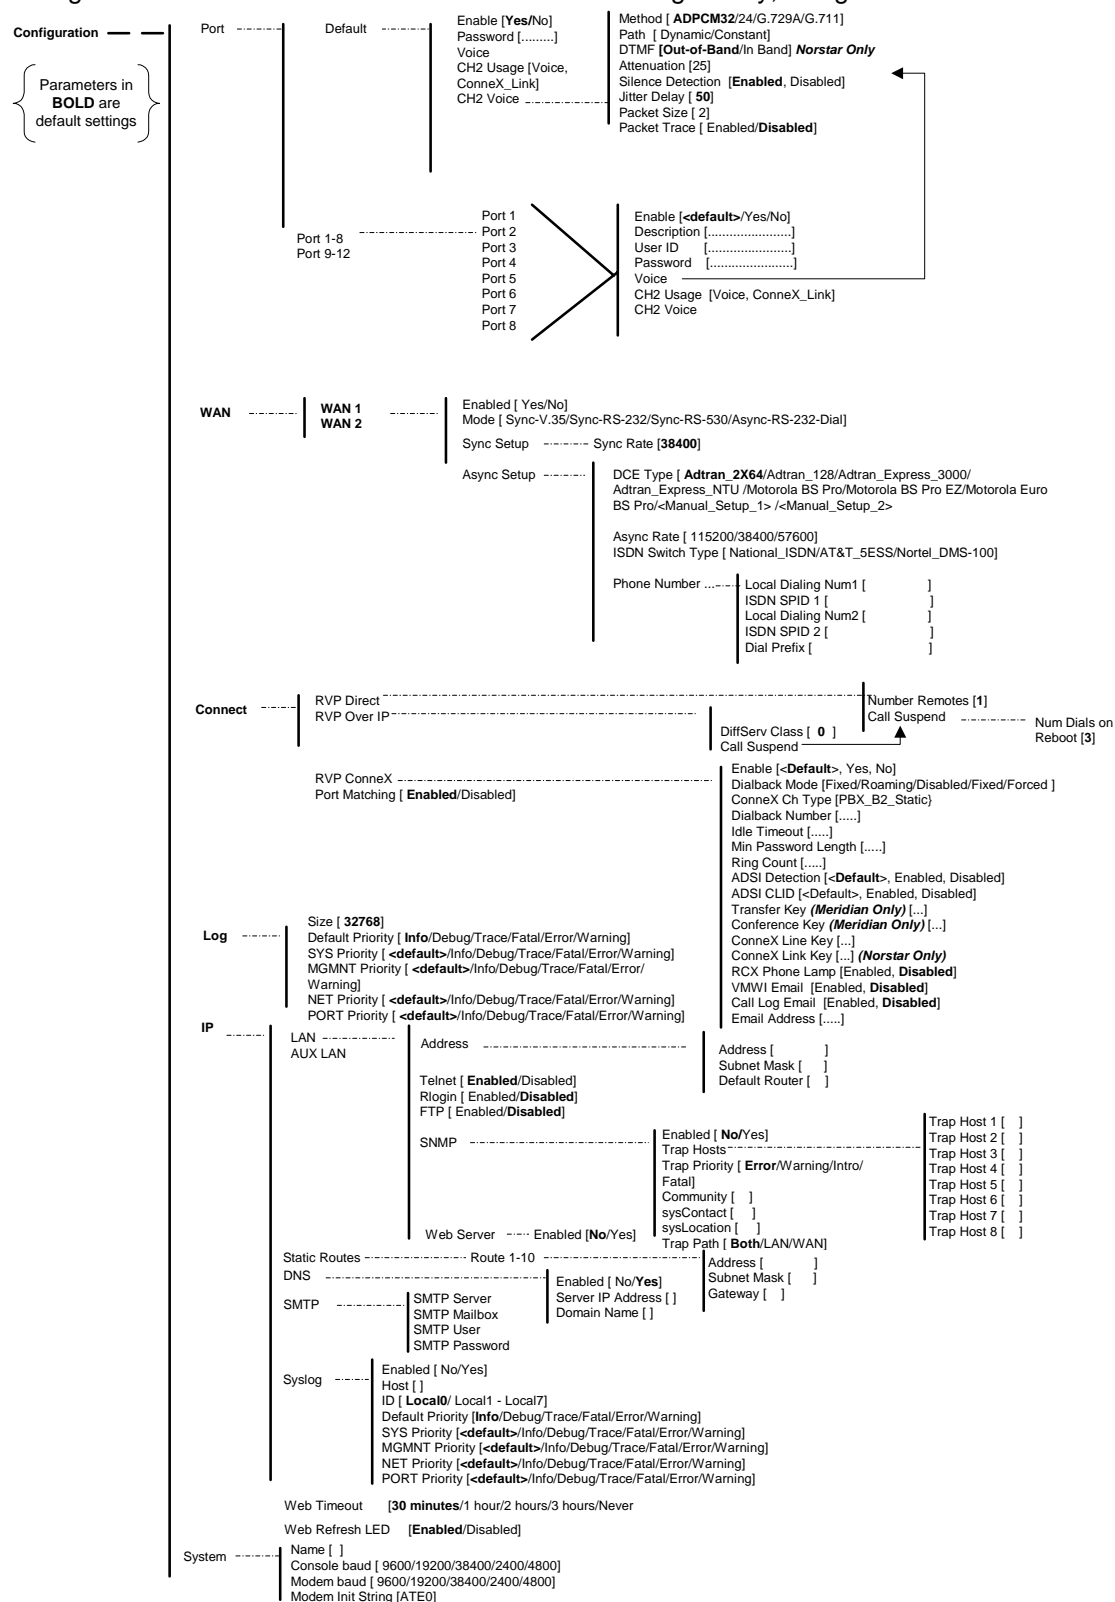 Configuration
Parameters in
BOLD are
default settings
Port
Default
Enable [Yes/No]
Password [.........]
Voice
CH2 Usage [Voice,
ConneX_Link]
CH2 Voice
Method [ ADPCM32/24/G.729A/G.711]
Path [ Dynamic/Constant]
DTMF [Out-of-Band/In Band] Norstar Only
Attenuation [25]
Silence Detection [Enabled, Disabled]
Jitter Delay [ 50]
Packet Size [ 2]
Packet Trace [ Enabled/Disabled]
Port 1-8
Port 9-12
Port 1
Port 2
Port 3
Port 4
Port 5
Port 6
Port 7
Port 8
Enable [<default>/Yes/No]
Description [.......................]
User ID [.......................]
Password [.......................]
Voice
CH2 Usage [Voice, ConneX_Link]
CH2 Voice
WAN
WAN 1
WAN 2
Enabled [ Yes/No]
Mode [ Sync-V.35/Sync-RS-232/Sync-RS-530/Async-RS-232-Dial]
Sync Setup
Sync Rate [38400]
Async Setup
DCE Type [ Adtran_2X64/Adtran_128/Adtran_Express_3000/
Adtran_Express_NTU /Motorola BS Pro/Motorola BS Pro EZ/Motorola Euro
BS Pro/<Manual_Setup_1> /<Manual_Setup_2>
Async Rate [ 115200/38400/57600]
ISDN Switch Type [ National_ISDN/AT&T_5ESS/Nortel_DMS-100]
Phone Number ...
Local Dialing Num1 [ ]
ISDN SPID 1 [ ]
Local Dialing Num2 [ ]
ISDN SPID 2 [ ]
Dial Prefix [ ]
Connect
RVP Direct
RVP Over IP
Number Remotes [1]
Call Suspend
Num Dials on
Reboot [3]
DiffServ Class [ 0 ]
Call Suspend
RVP ConneX
Port Matching [ Enabled/Disabled]
Enable [<Default>, Yes, No]
Dialback Mode [Fixed/Roaming/Disabled/Fixed/Forced ]
ConneX Ch Type [PBX_B2_Static}
Dialback Number [.....]
Idle Timeout [.....]
Min Password Length [.....]
Ring Count [.....]
ADSI Detection [<Default>, Enabled, Disabled]
ADSI CLID [<Default>, Enabled, Disabled]
Transfer Key (Meridian Only) [...]
Conference Key (Meridian Only) [...]
ConneX Line Key [...]
ConneX Link Key [...] (Norstar Only)
RCX Phone Lamp [Enabled, Disabled]
VMWI Email [Enabled, Disabled]
Call Log Email [Enabled, Disabled]
Email Address [.....]
Log
Size [ 32768]
Default Priority [ Info/Debug/Trace/Fatal/Error/Warning]
SYS Priority [ <default>/Info/Debug/Trace/Fatal/Error/Warning]
MGMNT Priority [ <default>/Info/Debug/Trace/Fatal/Error/
Warning]
NET Priority [ <default>/Info/Debug/Trace/Fatal/Error/Warning]
PORT Priority [ <default>/Info/Debug/Trace/Fatal/Error/Warning]
IP
LAN
AUX LAN
Address
Address [ ]
Subnet Mask [ ]
Default Router [ ]
Telnet [ Enabled/Disabled]
Rlogin [ Enabled/Disabled]
FTP [ Enabled/Disabled]
SNMP
Enabled [ No/Yes]
Trap Hosts
Trap Priority [ Error/Warning/Intro/
Fatal]
Community [ ]
sysContact [ ]
sysLocation [ ]
Trap Path [ Both/LAN/WAN]
Trap Host 1 [ ]
Trap Host 2 [ ]
Trap Host 3 [ ]
Trap Host 4 [ ]
Trap Host 5 [ ]
Trap Host 6 [ ]
Trap Host 7 [ ]
Trap Host 8 [ ]
Web Server
Enabled [No/Yes]
Static Routes
Route 1-10
Address [ ]
Subnet Mask [ ]
Gateway [ ]
DNS
Enabled [ No/Yes]
Server IP Address [ ]
Domain Name [ ]
SMTP
SMTP Server
SMTP Mailbox
SMTP User
SMTP Password
Syslog
Enabled [ No/Yes]
Host [ ]
ID [ Local0/ Local1 - Local7]
Default Priority [Info/Debug/Trace/Fatal/Error/Warning]
SYS Priority [<default>/Info/Debug/Trace/Fatal/Error/Warning]
MGMNT Priority [<default>/Info/Debug/Trace/Fatal/Error/Warning]
NET Priority [<default>/Info/Debug/Trace/Fatal/Error/Warning]
PORT Priority [<default>/Info/Debug/Trace/Fatal/Error/Warning]
Web Timeout [30 minutes/1 hour/2 hours/3 hours/Never
Web Refresh LED [Enabled/Disabled]
System
Name [ ]
Console baud [ 9600/19200/38400/2400/4800]
Modem baud [ 9600/19200/38400/2400/4800]
Modem Init String [ATE0]